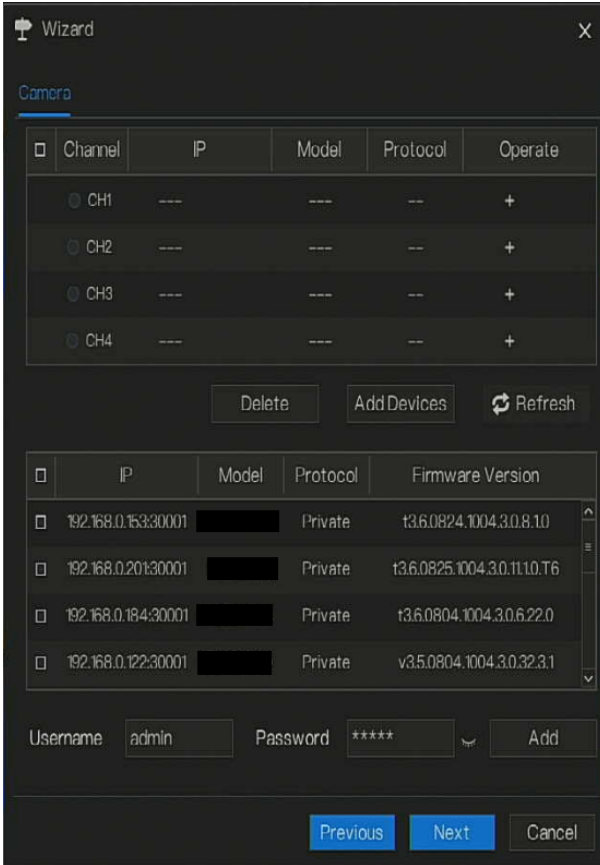 Wizard X
Camera
Channel IP Model Protocol Operate
CH1 --- --- -- +
CH2 --- --- -- +
CH3 --- --- -- +
CH4 --- --- -- +
Delete Add Devices Refresh
IP Model Protocol Firmware Version
192.168.0.153:30001 Private t3.6.0824.1004.3.0.8.1.0
192.168.0.201:30001 Private t3.6.0825.1004.3.0.11.1.0.T6
192.168.0.184:30001 Private t3.6.0804.1004.3.0.6.22.0
192.168.0.122:30001 Private v3.5.0804.1004.3.0.32.3.1
Username admin Password ***** Add
Previous Next Cancel